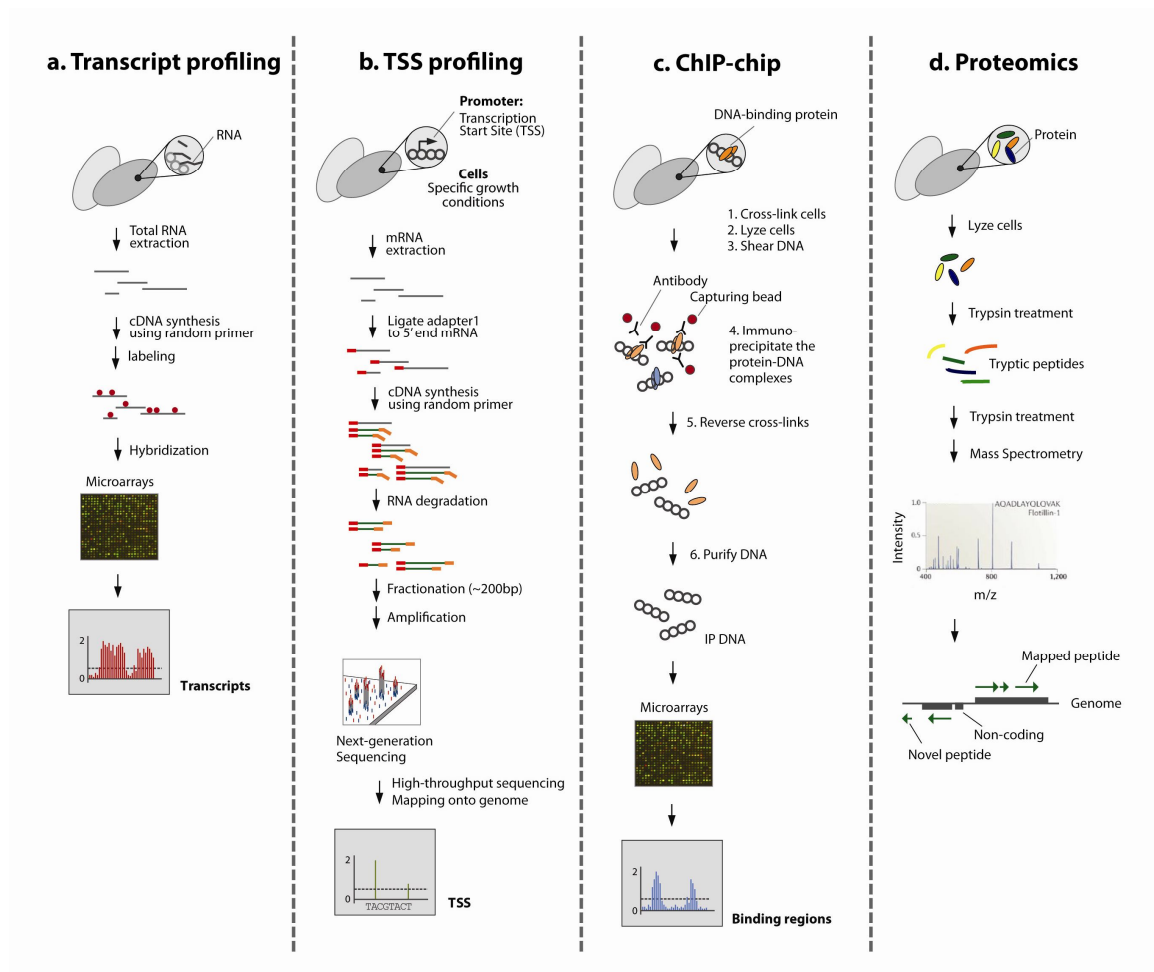 a. Transcript profiling
RNA
Total RNA
extraction
cDNA synthesis
using random primer
labeling
Hybridization
Microarrays
2
0
Transcripts
b. TSS profiling
Promoter:
Transcription
Start Site (TSS)
Cells
Specific growth
conditions
mRNA
extraction
Ligate adapter1
to 5' end mRNA
cDNA synthesis
using random primer
RNA degradation
Fractionation (~200bp)
Amplification
Next-generation
Sequencing
High-throughput sequencing
Mapping onto genome
2
0
TACGTACT
TSS
c. ChIP-chip
DNA-binding protein
1. Cross-link cells
2. Lyze cells
3. Shear DNA
Antibody
Capturing bead
4. Immuno-
precipitate the
protein-DNA
complexes
5. Reverse cross-links
6. Purify DNA
IP DNA
Microarrays
2
0
Binding regions
d. Proteomics
Protein
Lyze cells
Trypsin treatment
Tryptic peptides
Trypsin treatment
Mass Spectrometry
Intensity
1.0
0.5
0
AQADLAYQLQVAK
Flotillin-1
400
800
1,200
m/z
Mapped peptide
Genome
Non-coding
Novel peptide